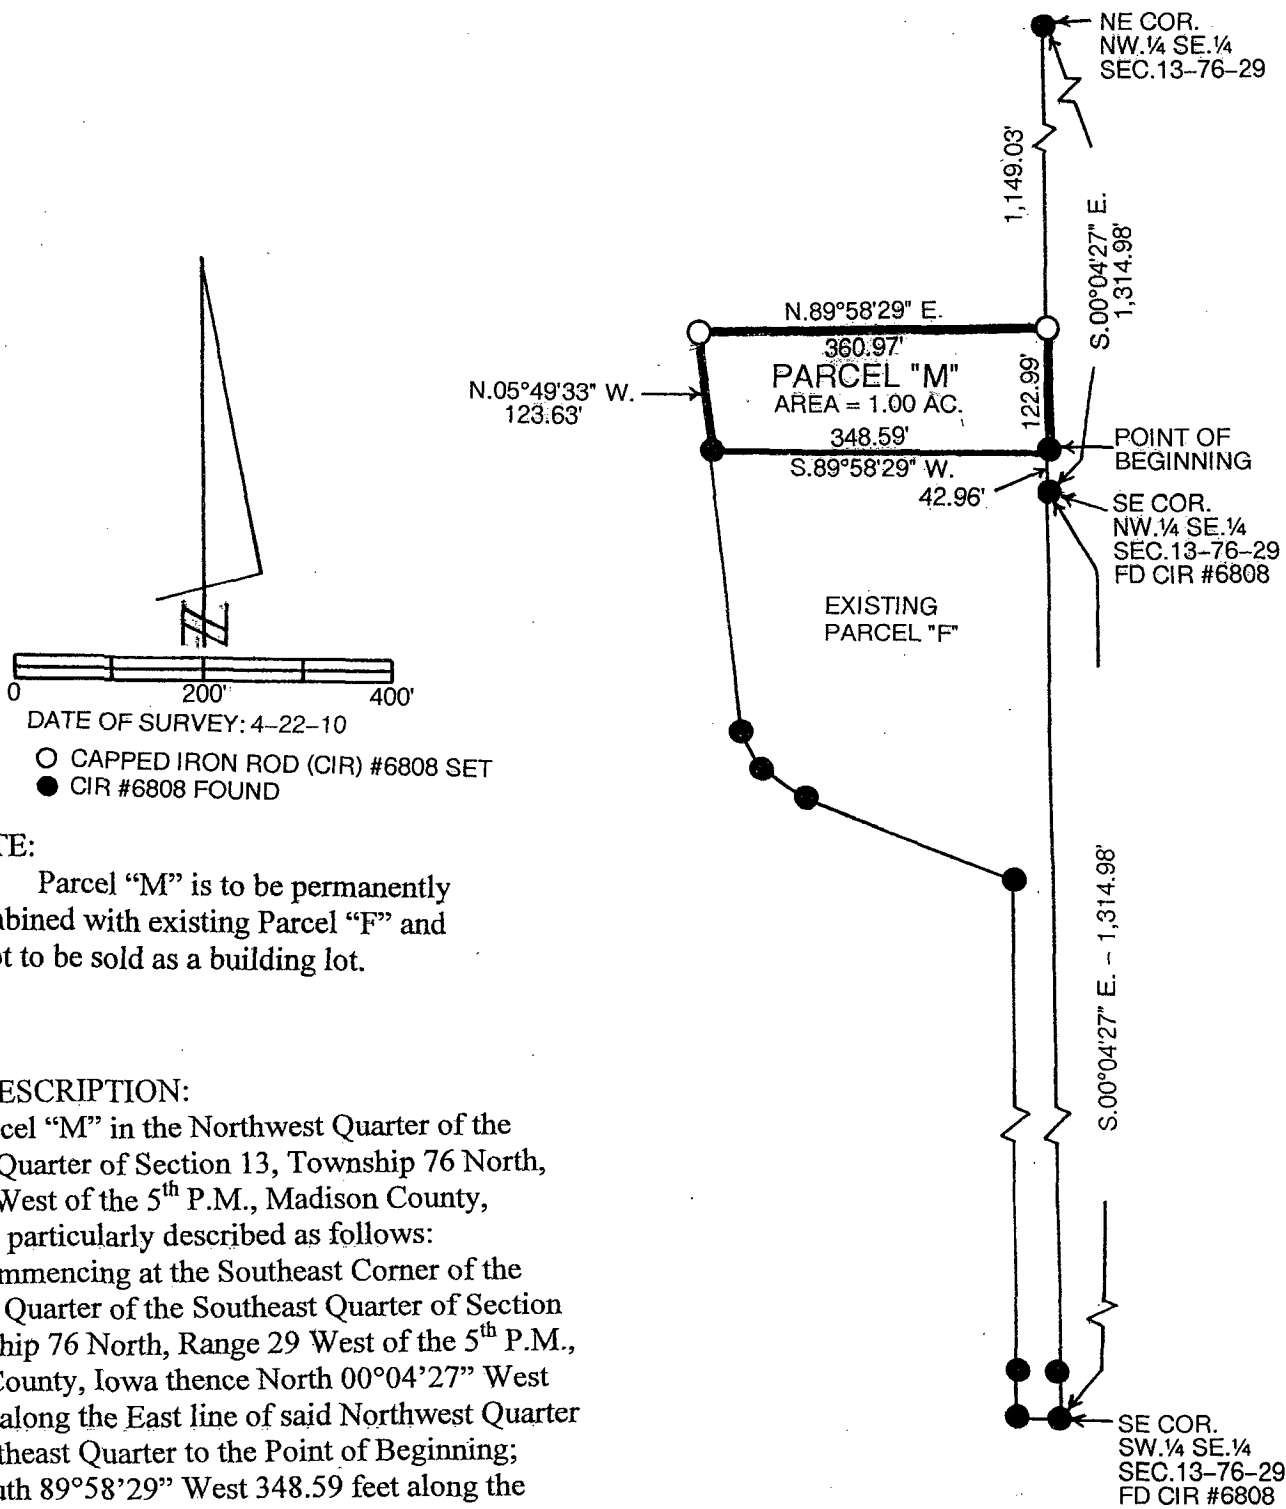 NE COR.
NW.¼ SE.¼
SEC.13–76–29
1,149.03'
S.00°04'27" E.
1,314.98'
N.89°58'29" E.
360.97'
PARCEL "M"
AREA = 1.00 AC.
122.99'
N.05°49'33" W.
123.63'
348.59'
S.89°58'29" W.
42.96'
POINT OF
BEGINNING
SE COR.
NW.¼ SE.¼
SEC.13–76–29
FD CIR #6808
EXISTING
PARCEL "F"
N
0 200' 400'
DATE OF SURVEY: 4–22–10
CAPPED IRON ROD (CIR) #6808 SET
CIR #6808 FOUND
S.00°04'27" E. – 1,314.98'
TE:
Parcel “M” is to be permanently
bined with existing Parcel “F” and
t to be sold as a building lot.
ESCRIPTION:
cel “M” in the Northwest Quarter of the
Quarter of Section 13, Township 76 North,
West of the 5th P.M., Madison County,
particularly described as follows:
mmencing at the Southeast Corner of the
Quarter of the Southeast Quarter of Section
hip 76 North, Range 29 West of the 5th P.M.,
County, Iowa thence North 00°04’27” West
along the East line of said Northwest Quarter
theast Quarter to the Point of Beginning;
uth 89°58’29” West 348.59 feet along the
SE COR.
SW.¼ SE.¼
SEC.13–76–29
FD CIR #6808